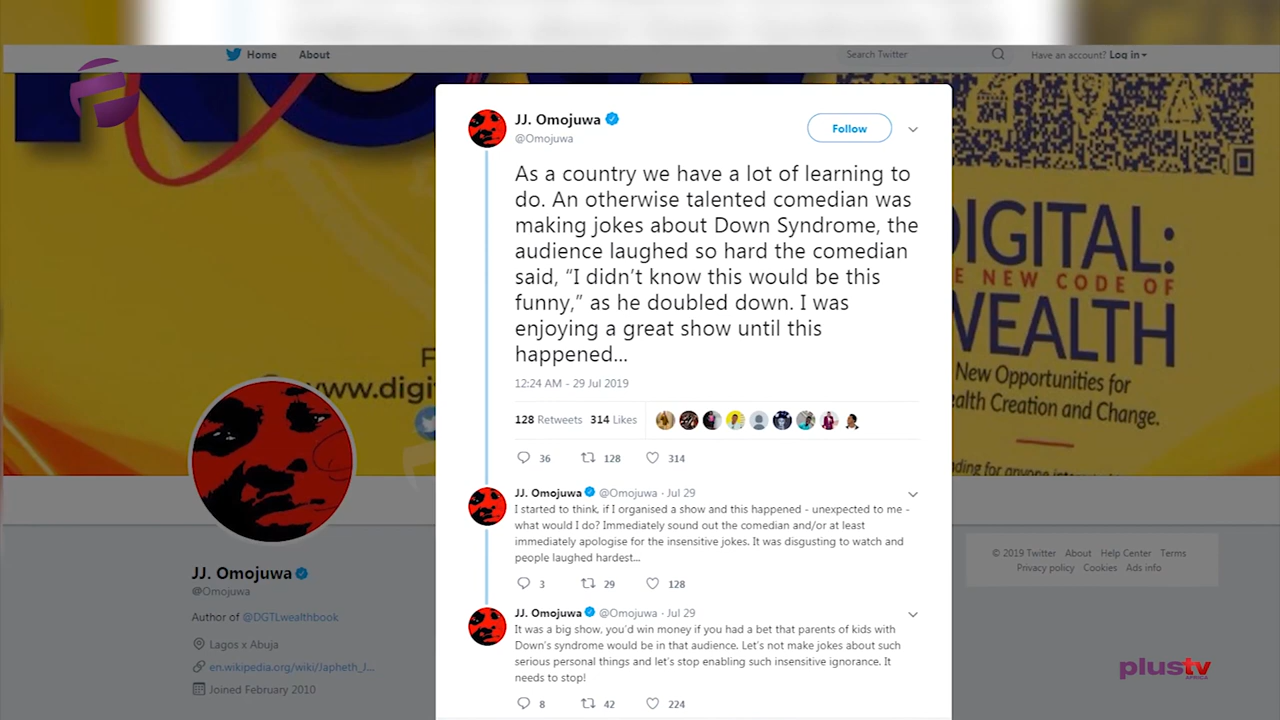 Home About
Search Twitter
Have an account? Log in
JJ. Omojuwa
@Omojuwa
Follow
As a country we have a lot of learning to
do. An otherwise talented comedian was
making jokes about Down Syndrome, the
audience laughed so hard the comedian
said, “I didn’t know this would be this
funny,” as he doubled down. I was
enjoying a great show until this
happened...
12:24 AM - 29 Jul 2019
128 Retweets 314 Likes
36 128 314
JJ. Omojuwa @Omojuwa · Jul 29
I started to think, if I organised a show and this happened - unexpected to me -
what would I do? Immediately sound out the comedian and/or at least
immediately apologise for the insensitive jokes. It was disgusting to watch and
people laughed hardest...
3 29 128
JJ. Omojuwa @Omojuwa · Jul 29
It was a big show, you’d win money if you had a bet that parents of kids with
Down’s syndrome would be in that audience. Let’s not make jokes about such
serious personal things and let’s stop enabling such insensitive ignorance. It
needs to stop!
8 42 224
www.digit
JJ. Omojuwa
@Omojuwa
Author of @DGTLwealthbook
Lagos x Abuja
en.wikipedia.org/wiki/Japheth_J...
Joined February 2010
DIGITAL:
NEW CODE OF
WEALTH
New Opportunities for
alth Creation and Change.
© 2019 Twitter About Help Center Terms
Privacy policy Cookies Ads info
plustv
AFRICA